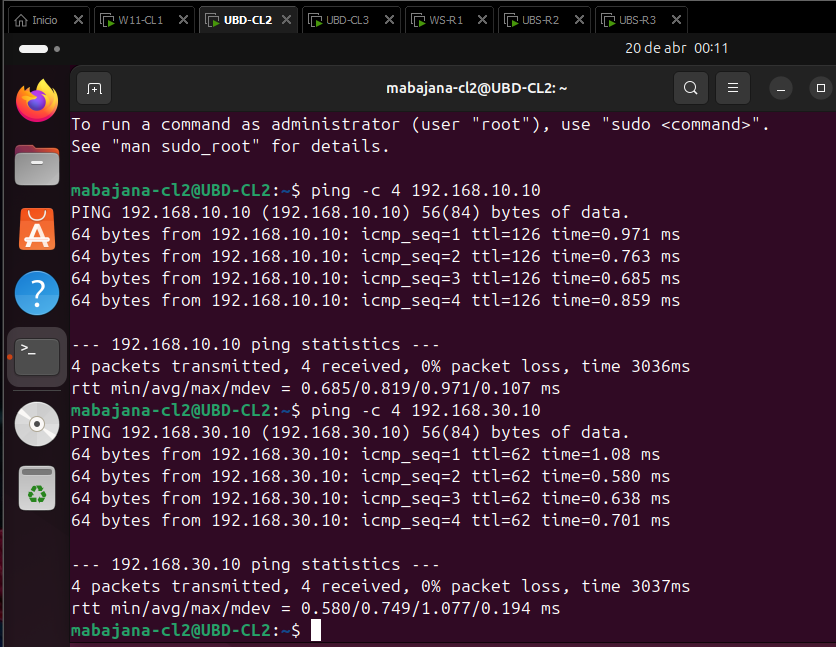 Inicio
W11-CL1
UBD-CL2
UBD-CL3
WS-R1
UBS-R2
UBS-R3
20 de abr 00:11
mabajana-cl2@UBD-CL2: ~
To run a command as administrator (user "root"), use "sudo <command>".
See "man sudo_root" for details.
mabajana-cl2@UBD-CL2:~$ ping -c 4 192.168.10.10
PING 192.168.10.10 (192.168.10.10) 56(84) bytes of data.
64 bytes from 192.168.10.10: icmp_seq=1 ttl=126 time=0.971 ms
64 bytes from 192.168.10.10: icmp_seq=2 ttl=126 time=0.763 ms
64 bytes from 192.168.10.10: icmp_seq=3 ttl=126 time=0.685 ms
64 bytes from 192.168.10.10: icmp_seq=4 ttl=126 time=0.859 ms
--- 192.168.10.10 ping statistics ---
4 packets transmitted, 4 received, 0% packet loss, time 3036ms
rtt min/avg/max/mdev = 0.685/0.819/0.971/0.107 ms
mabajana-cl2@UBD-CL2:~$ ping -c 4 192.168.30.10
PING 192.168.30.10 (192.168.30.10) 56(84) bytes of data.
64 bytes from 192.168.30.10: icmp_seq=1 ttl=62 time=1.08 ms
64 bytes from 192.168.30.10: icmp_seq=2 ttl=62 time=0.580 ms
64 bytes from 192.168.30.10: icmp_seq=3 ttl=62 time=0.638 ms
64 bytes from 192.168.30.10: icmp_seq=4 ttl=62 time=0.701 ms
--- 192.168.30.10 ping statistics ---
4 packets transmitted, 4 received, 0% packet loss, time 3037ms
rtt min/avg/max/mdev = 0.580/0.749/1.077/0.194 ms
mabajana-cl2@UBD-CL2:~$